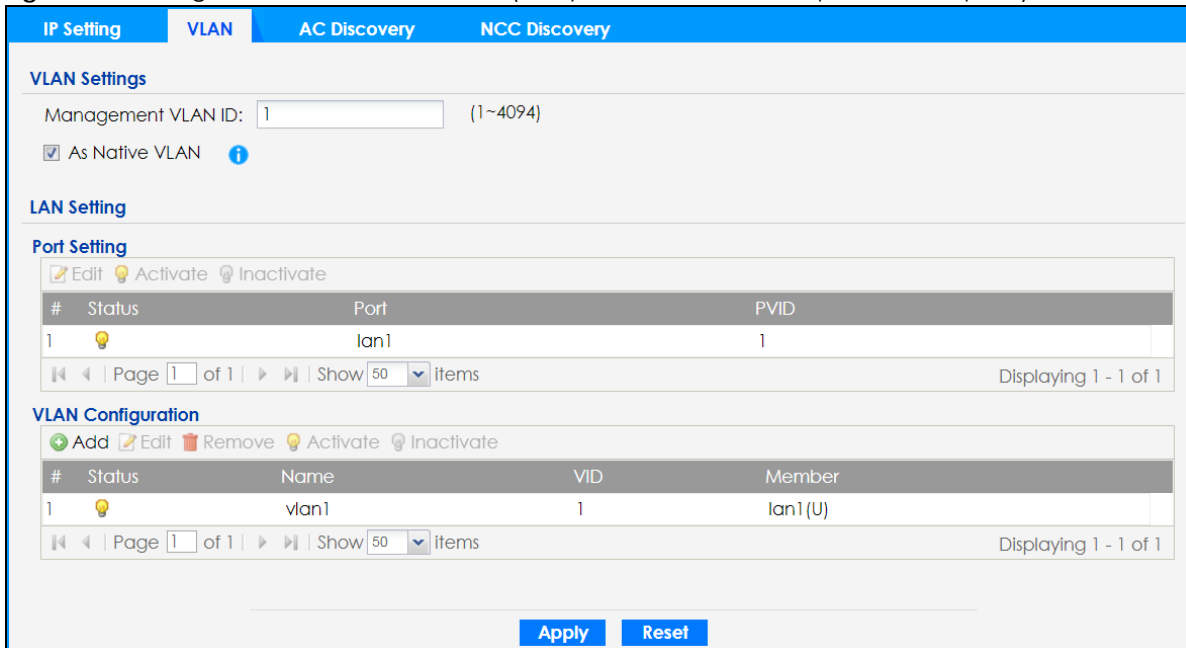 IP Setting VLAN AC Discovery NCC Discovery
VLAN Settings
Management VLAN ID: 1 (1~4094)
As Native VLAN
LAN Setting
Port Setting
Edit Activate Inactivate
# Status Port PVID
1 lan1 1
Page 1 of 1 Show 50 items Displaying 1 - 1 of 1
VLAN Configuration
Add Edit Remove Activate Inactivate
# Status Name VID Member
1 vlan1 1 lan1(U)
Page 1 of 1 Show 50 items Displaying 1 - 1 of 1
Apply Reset